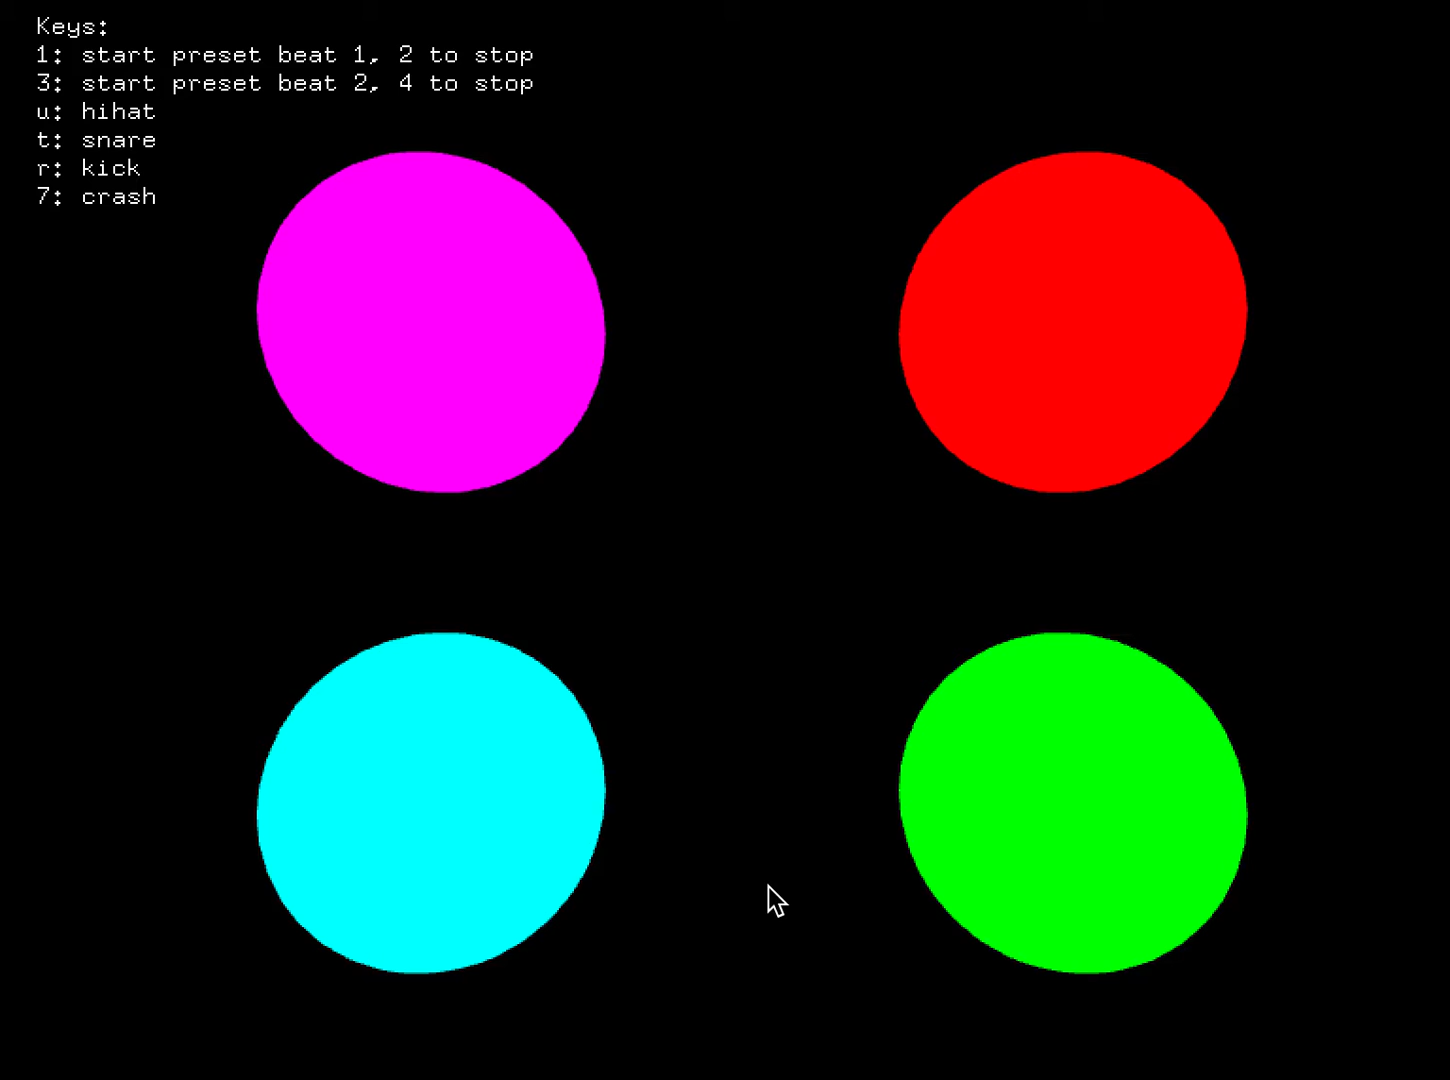 Keys:
1: start preset beat 1, 2 to stop
3: start preset beat 2, 4 to stop
u: hihat
t: snare
r: kick
7: crash